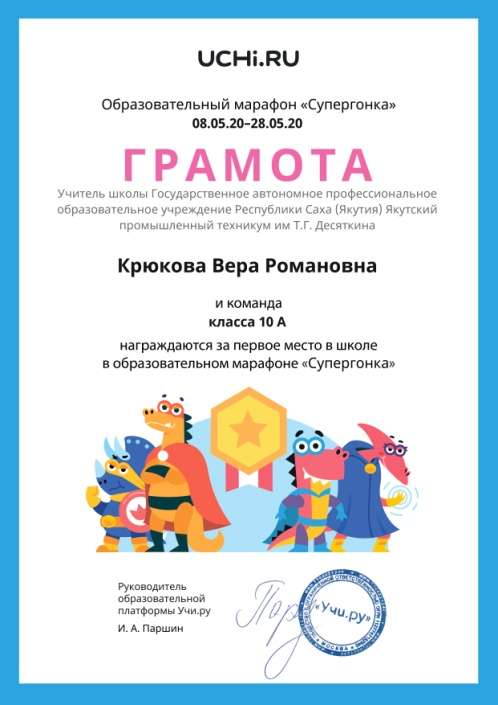 UCHi.RU
Образовательный марафон «Супергонка»
08.05.20–28.05.20
ГРАМОТА
Учитель школы Государственное автономное профессиональное
образовательное учреждение Республики Саха (Якутия) Якутский
промышленный техникум им Т.Г. Десяткина
Крюкова Вера Романовна
и команда
класса 10 А
награждаются за первое место в школе
в образовательном марафоне «Супергонка»
Руководитель
образовательной
платформы Учи.ру
И. А. Паршин
«Учи.ру»
МОСКВА